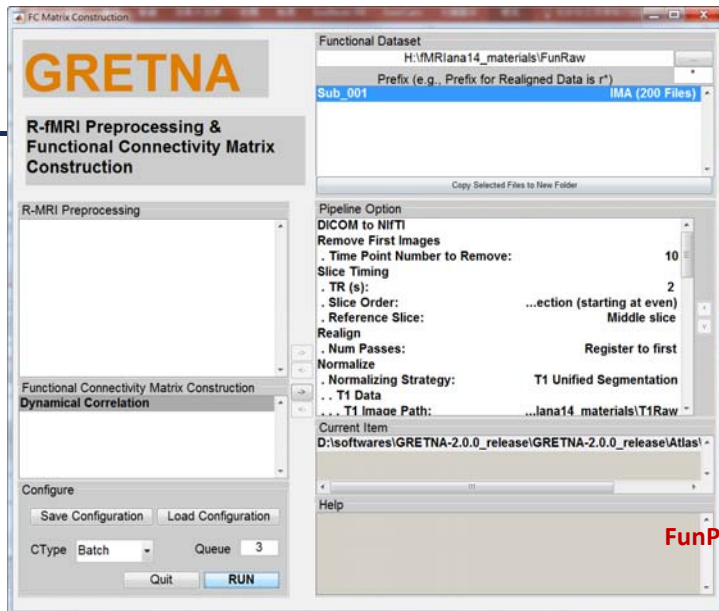 FC Matrix Construction
GRETNA
R-fMRI Preprocessing &
Functional Connectivity Matrix
Construction
Functional Dataset
H:\fMRIana14_materials\FunRaw
...
Prefix (e.g., Prefix for Realigned Data is r*)
*
Sub_001 IMA (200 Files)
Copy Selected Files to New Folder
R-MRI Preprocessing
Functional Connectivity Matrix Construction
Dynamical Correlation
->
<-
->
<-
Configure
Save Configuration Load Configuration
CType Batch Queue 3
Quit RUN
Pipeline Option
DICOM to NIfTI
Remove First Images
. Time Point Number to Remove: 10
Slice Timing
. TR (s): 2
. Slice Order: ...ection (starting at even)
. Reference Slice: Middle slice
Realign
. Num Passes: Register to first
Normalize
. Normalizing Strategy: T1 Unified Segmentation
. . T1 Data
. . . T1 Image Path: ...Iana14_materials\T1Raw
Current Item
D:\softwares\GRETNA-2.0.0_release\GRETNA-2.0.0_release\Atlas\
Help
FunP